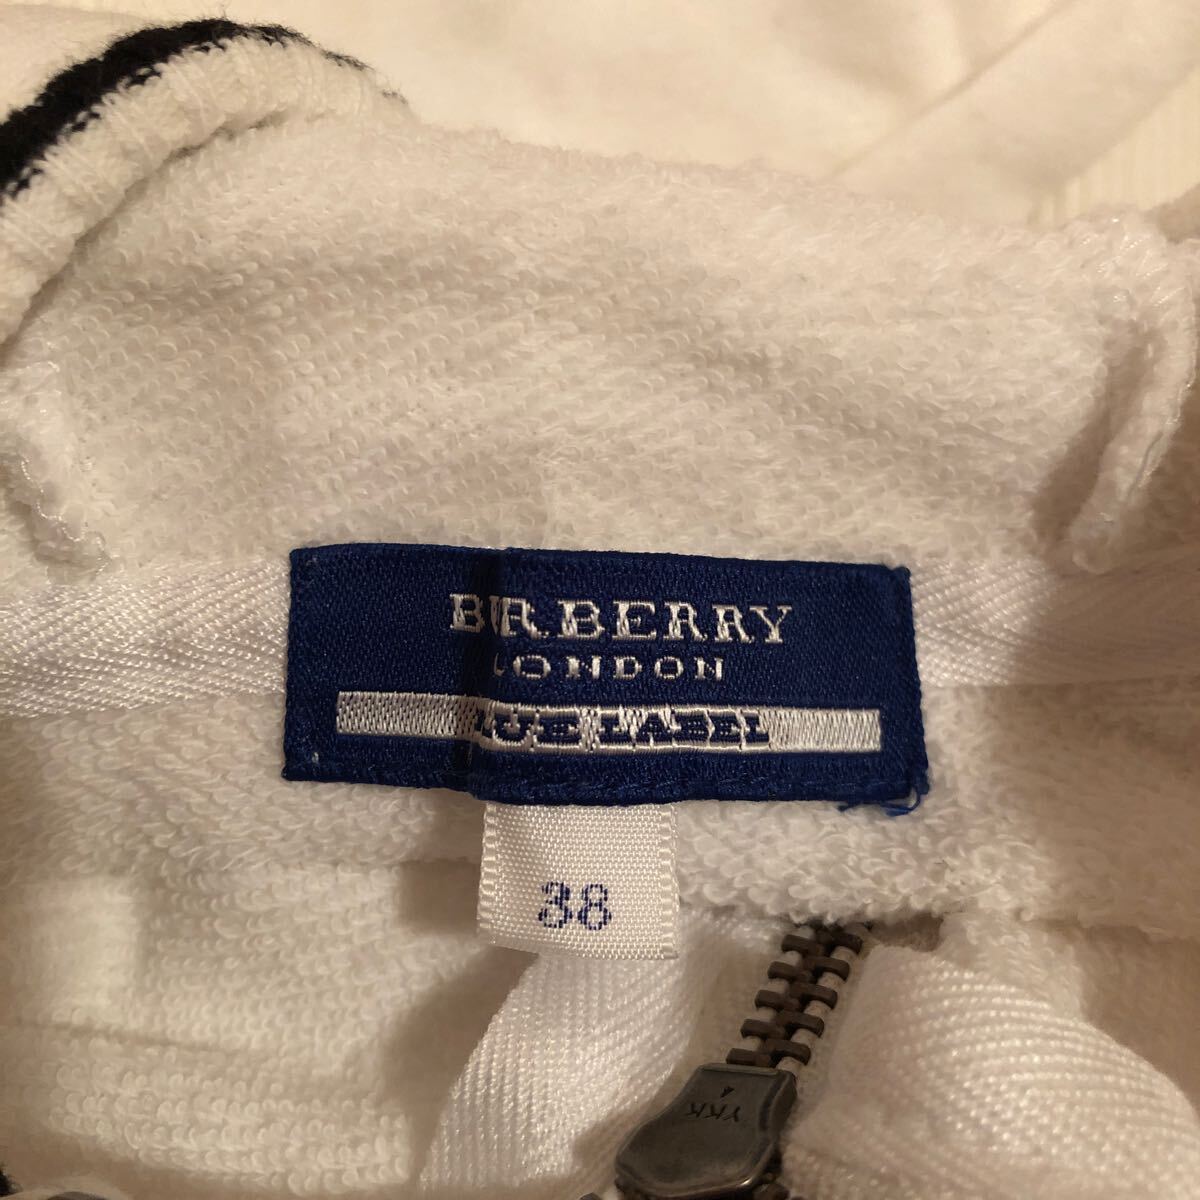 BURBERRY
LONDON
BLUE LABEL
38
YKK